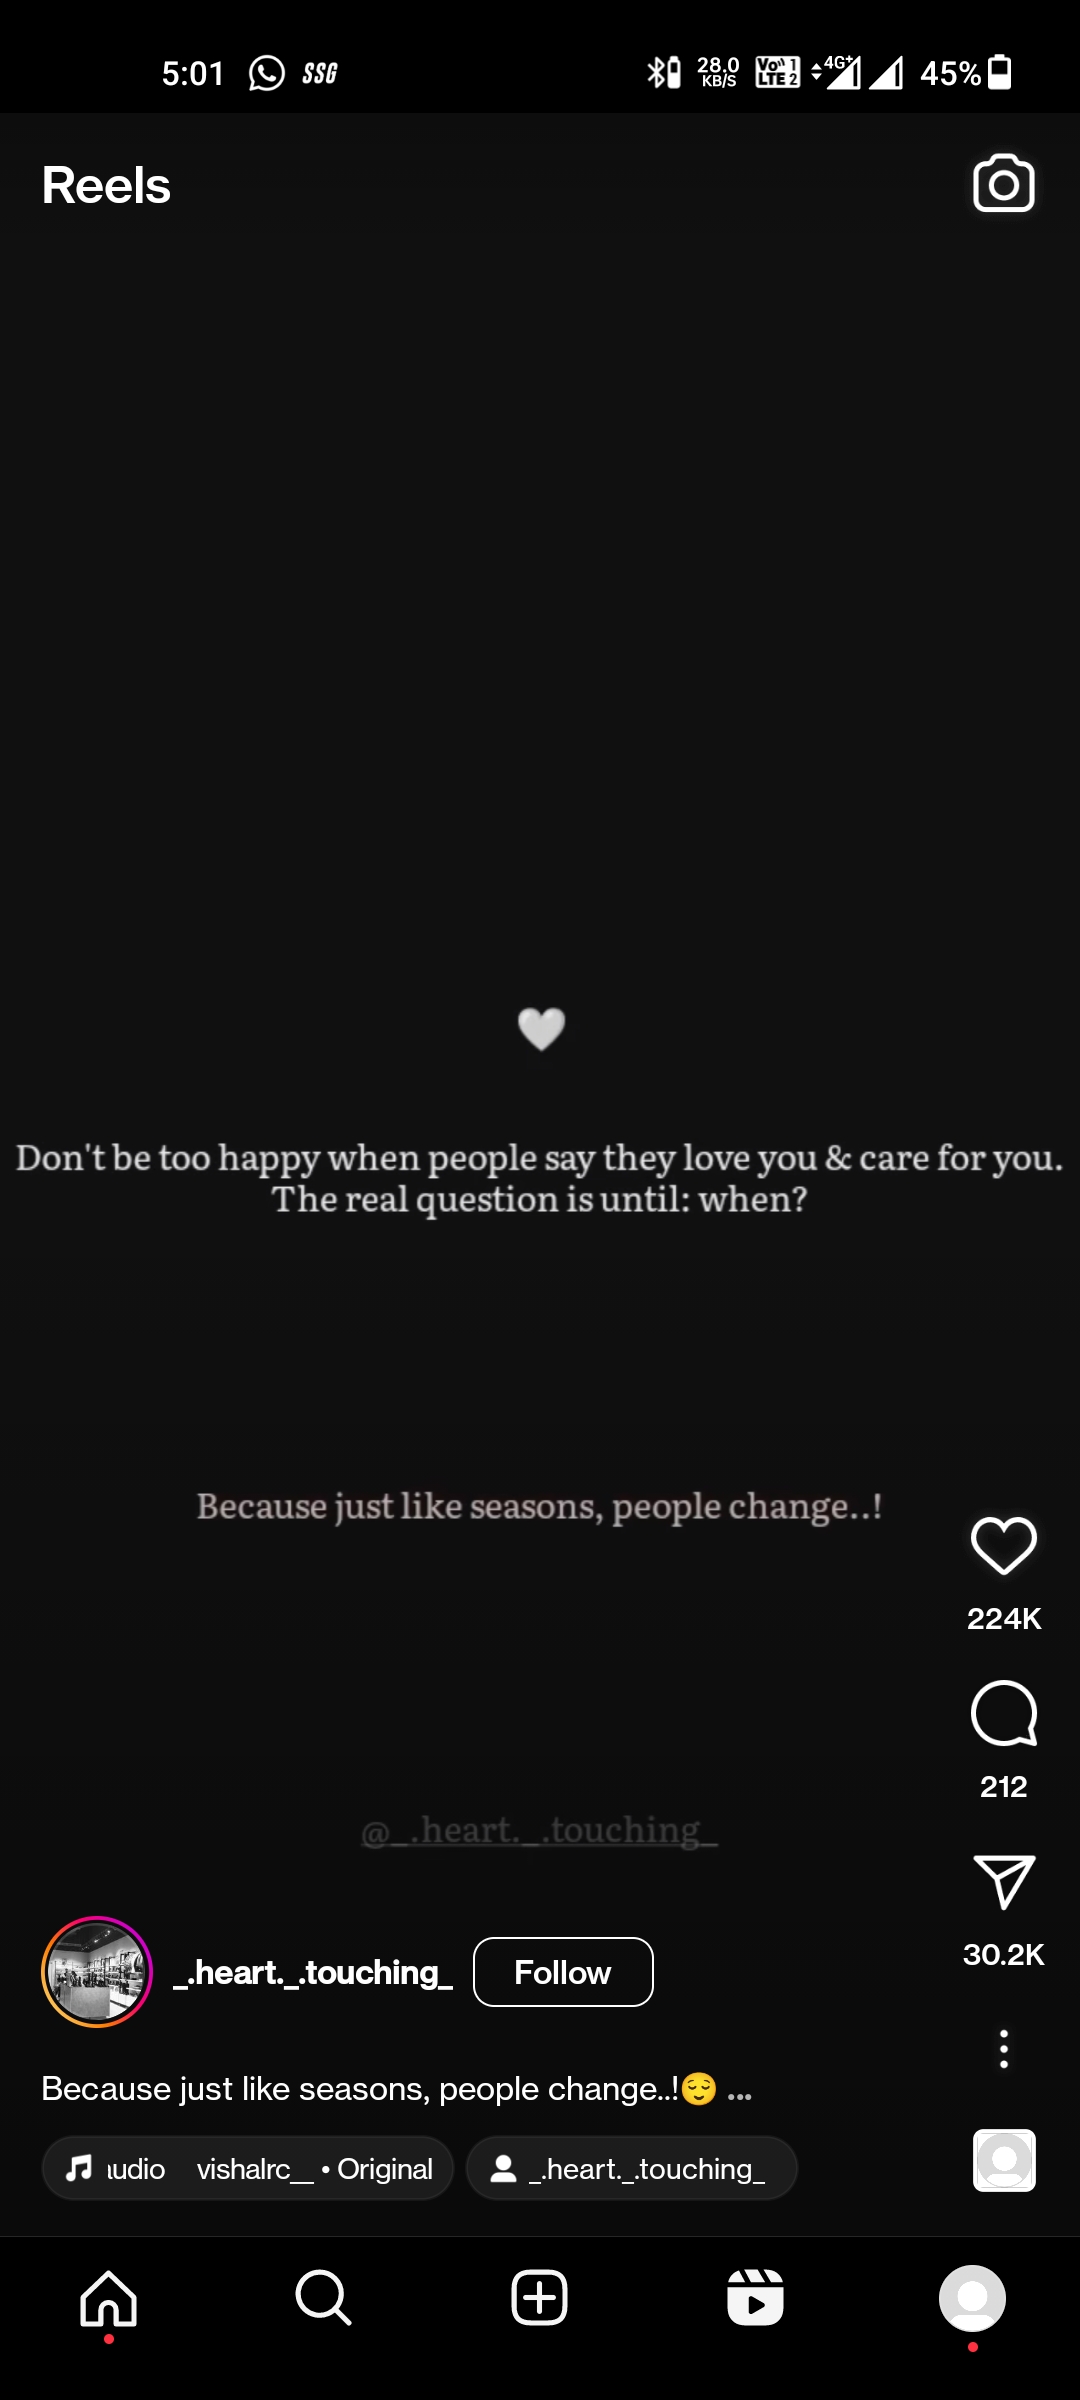 5:01 SSG 28.0 KB/S Vo 1 LTE 2 4G+ 45%
Reels
Don't be too happy when people say they love you & care for you.
The real question is until: when?
Because just like seasons, people change..!
224K
212
@_.heart._.touching_
30.2K
_.heart._.touching_ Follow
Because just like seasons, people change..!😌 ...
udio vishalrc__ • Original _.heart._.touching_